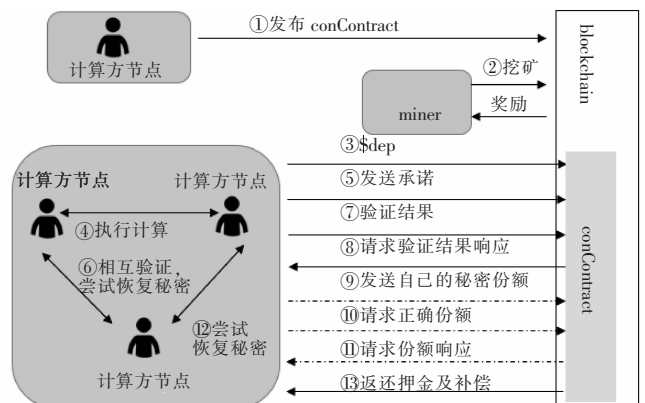 ①发布 conContract
计算方节点
②挖矿
奖励
miner
blockchain
③$dep
计算方节点
计算方节点
⑤发送承诺
④执行计算
⑦验证结果
⑧请求验证结果响应
⑥相互验证，
尝试恢复秘密
⑨发送自己的秘密份额
⑩请求正确份额
⑫尝试
恢复秘密
⑪请求份额响应
计算方节点
⑬返还押金及补偿
conContract